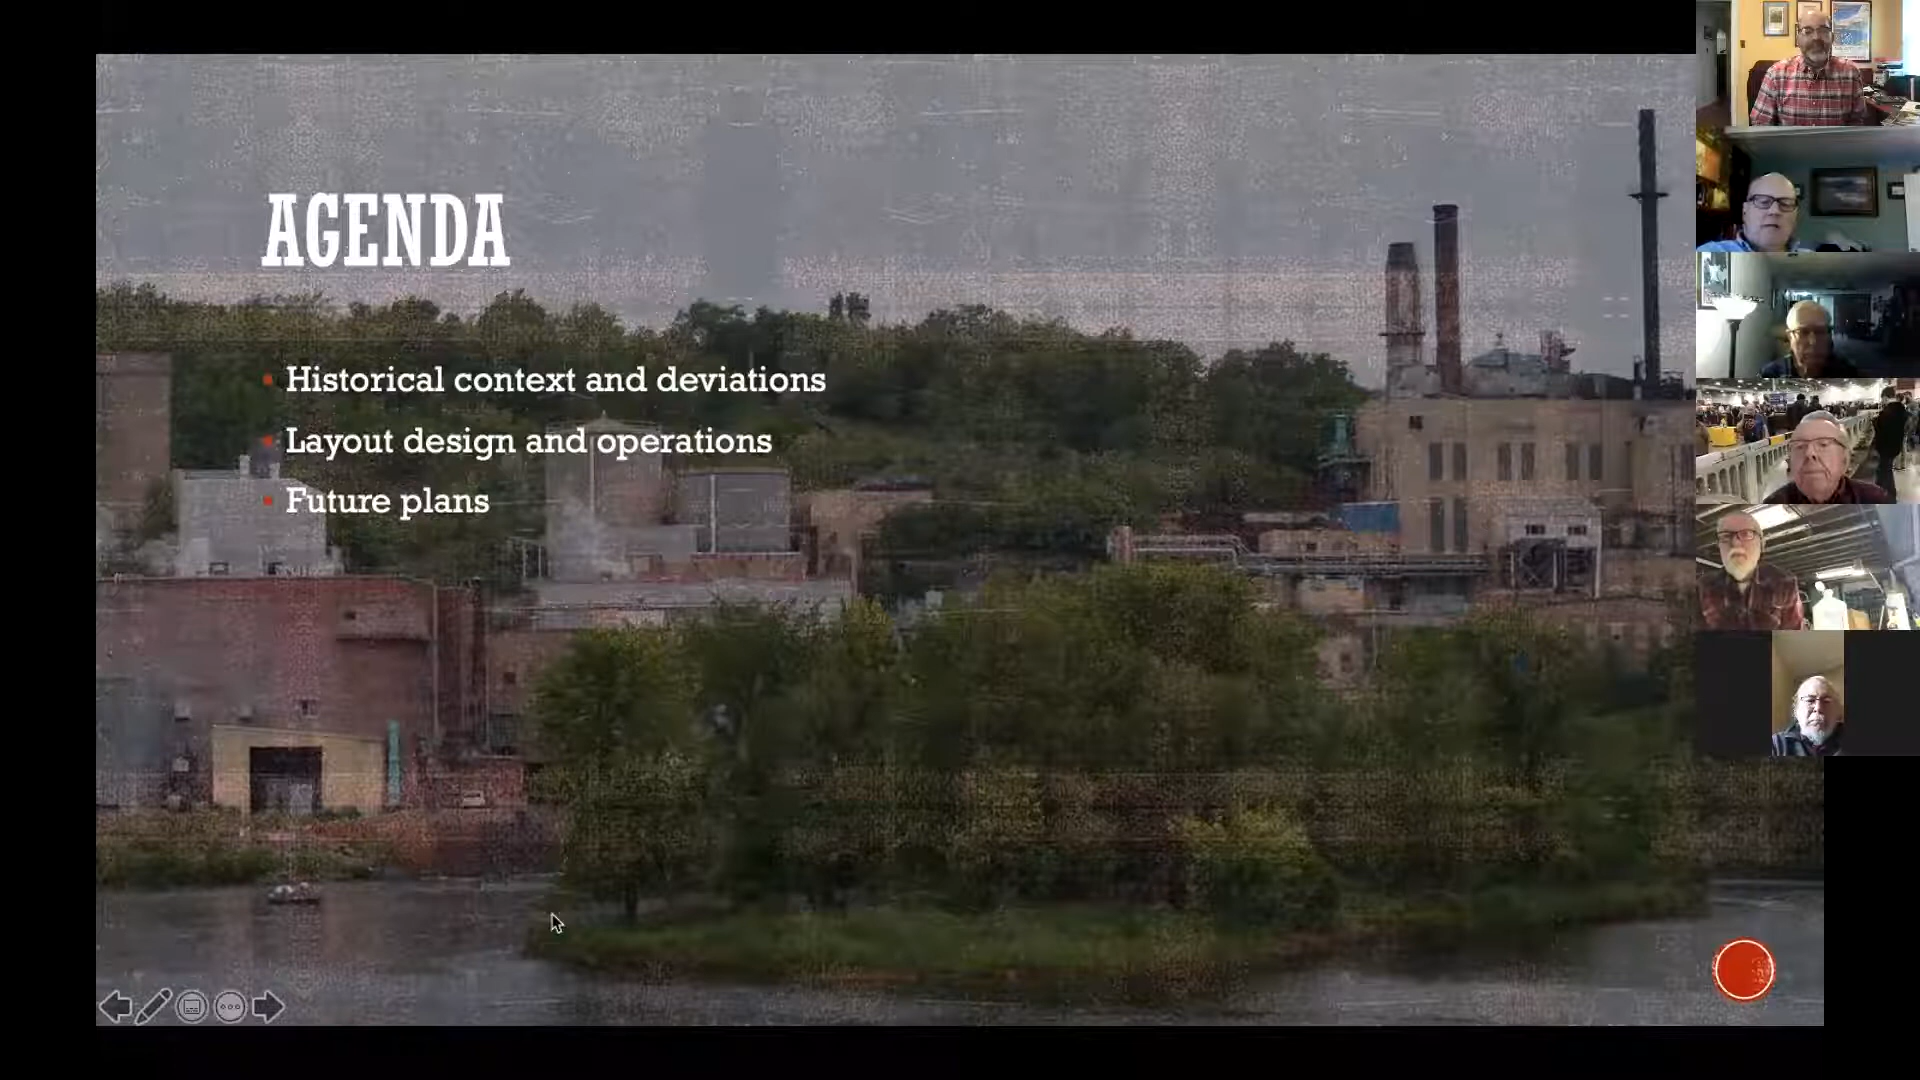 AGENDA
Historical context and deviations
Layout design and operations
Future plans